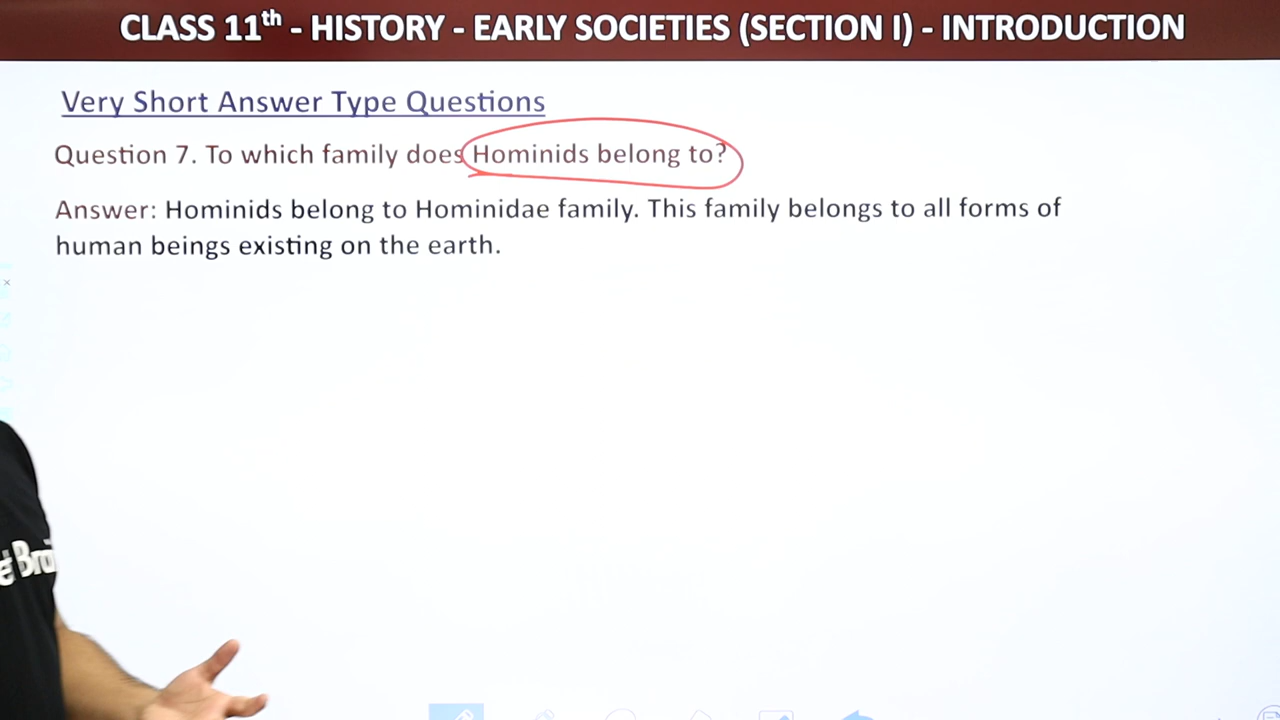 CLASS 11th - HISTORY - EARLY SOCIETIES (SECTION I) - INTRODUCTION
Very Short Answer Type Questions
Question 7. To which family does Hominids belong to?
Answer: Hominids belong to Hominidae family. This family belongs to all forms of
human beings existing on the earth.